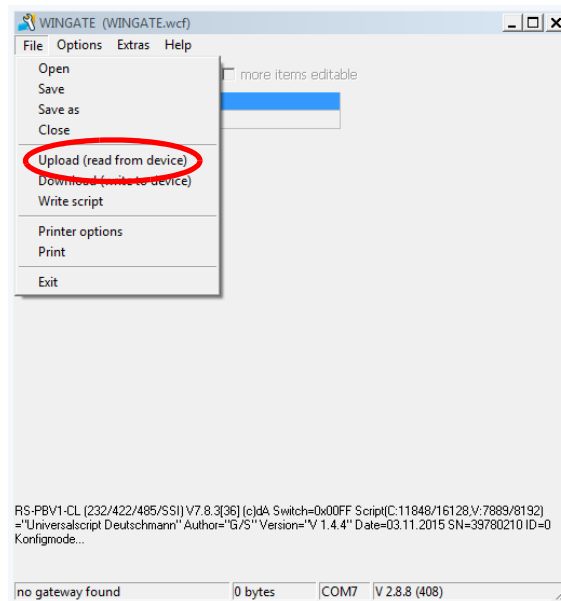 WINGATE (WINGATE.wcf)
File Options Extras Help
more items editable
Open
Save
Save as
Close
Upload (read from device)
Download (write to device)
Write script
Printer options
Print
Exit
RS-PBV1-CL (232/422/485/SSI) V7.8.3[36] (c)dA Switch=0x00FF Script(C:11848/16128,V:7889/8192)
="Universalscript Deutschmann" Author="G/S" Version="V 1.4.4" Date=03.11.2015 SN=39780210 ID=0
Konfigmode...
no gateway found 0 bytes COM7 V 2.8.8 (408)